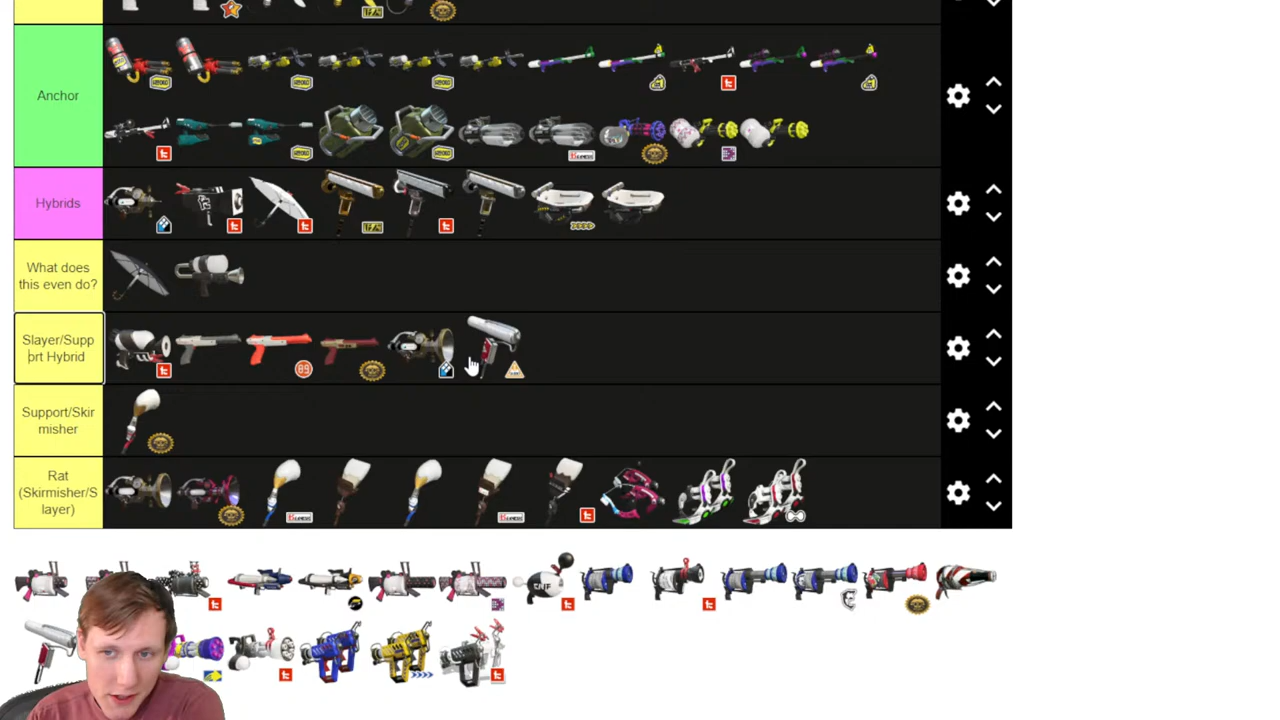 Anchor
Hybrids
What does
this even do?
Slayer/Supp
ort Hybrid
Support/Skir
misher
Rat
(Skirmisher/S
layer)